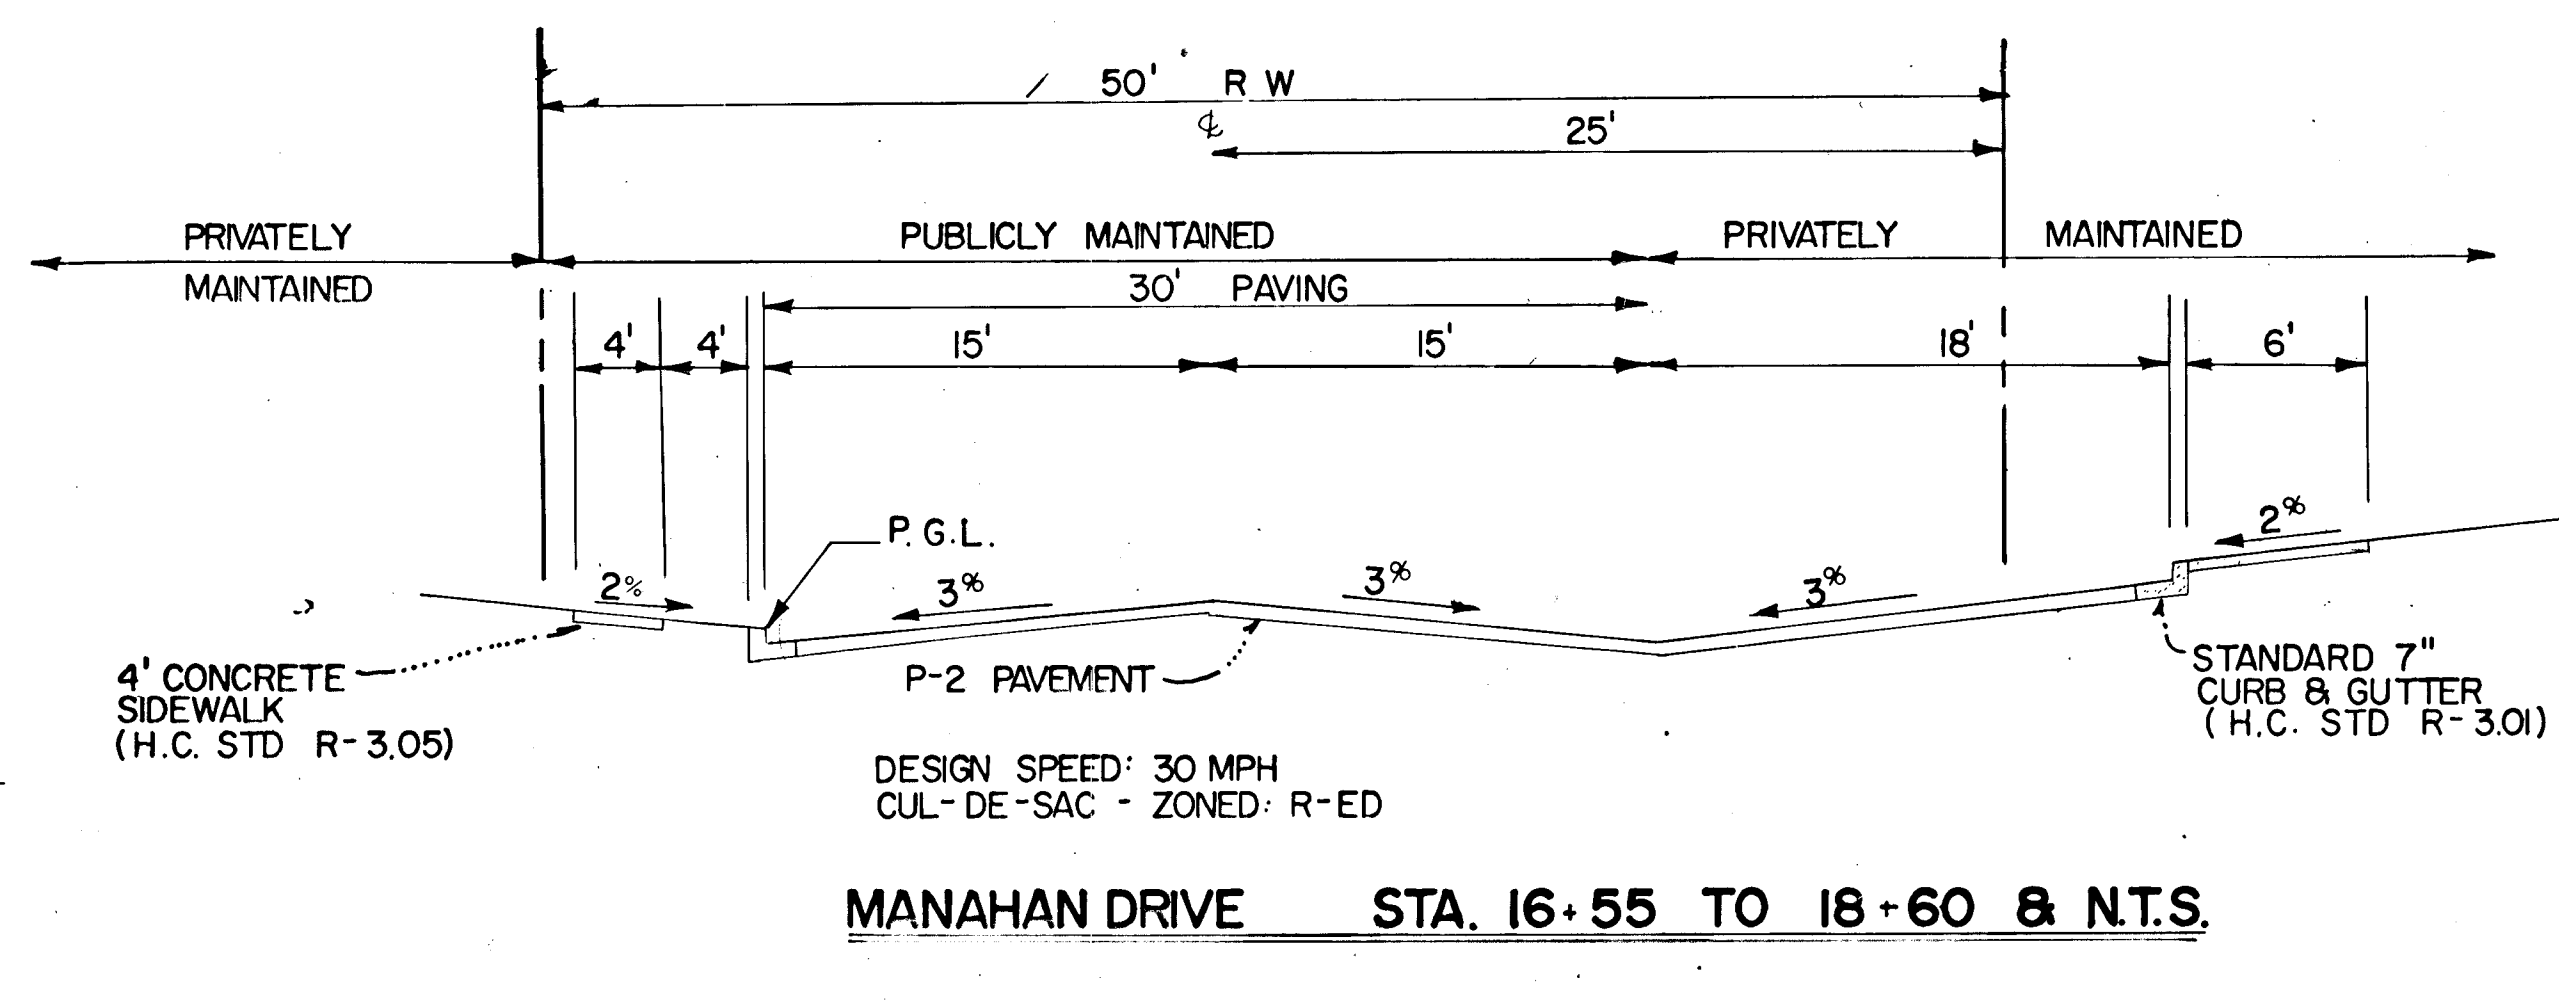 50' R W
℄
25'
PRIVATELY
MAINTAINED
PUBLICLY MAINTAINED
PRIVATELY MAINTAINED
30' PAVING
4' 4' 15' 15' 18' 6'
P.G.L.
2% 3% 3% 3% 2%
4' CONCRETE
SIDEWALK
(H.C. STD R-3.05)
P-2 PAVEMENT
STANDARD 7"
CURB & GUTTER
(H.C. STD R-3.01)
DESIGN SPEED: 30 MPH
CUL-DE-SAC - ZONED: R-ED
MANAHAN DRIVE STA. 16+55 TO 18+60 & N.T.S.